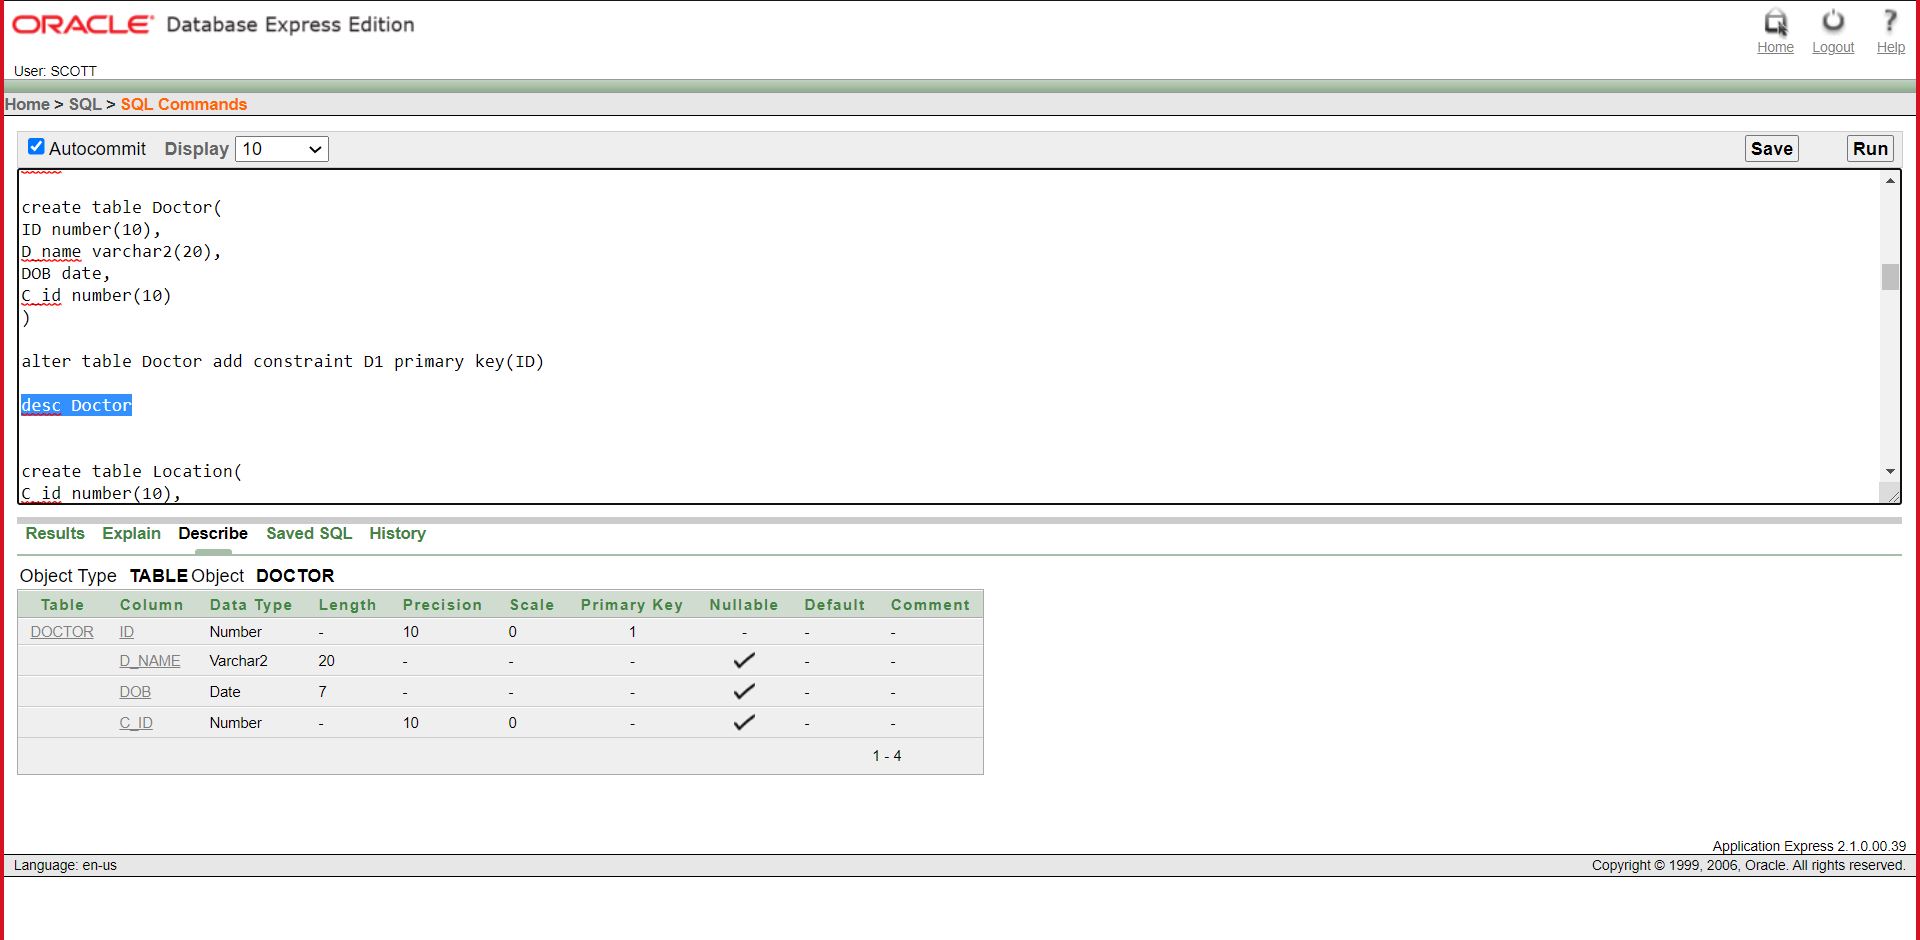 ORACLE Database Express Edition
Home Logout Help
User: SCOTT
Home > SQL > SQL Commands
Autocommit Display 10 Save Run
create table Doctor(
ID number(10),
D_name varchar2(20),
DOB date,
C_id number(10)
)
alter table Doctor add constraint D1 primary key(ID)
desc Doctor
create table Location(
C_id number(10),
Results Explain Describe Saved SQL History
Object Type TABLE Object DOCTOR
Table Column Data Type Length Precision Scale Primary Key Nullable Default Comment
DOCTOR ID Number - 10 0 1 - - -
D_NAME Varchar2 20 - - - ✓ - -
DOB Date 7 - - - ✓ - -
C_ID Number - 10 0 - ✓ - -
1 - 4
Application Express 2.1.0.00.39
Language: en-us Copyright © 1999, 2006, Oracle. All rights reserved.